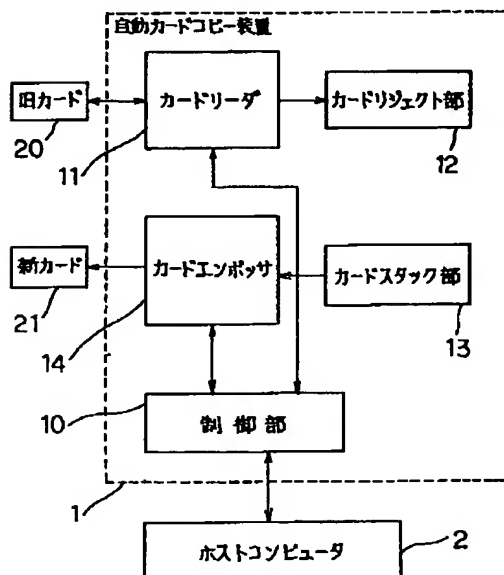 自動カードコピー装置
旧カード
20
カードリーダ
11
カードリジェクト部
12
新カード
21
カードエンボッサ
14
カードスタック部
13
10
制御部
1
ホストコンピュータ
2